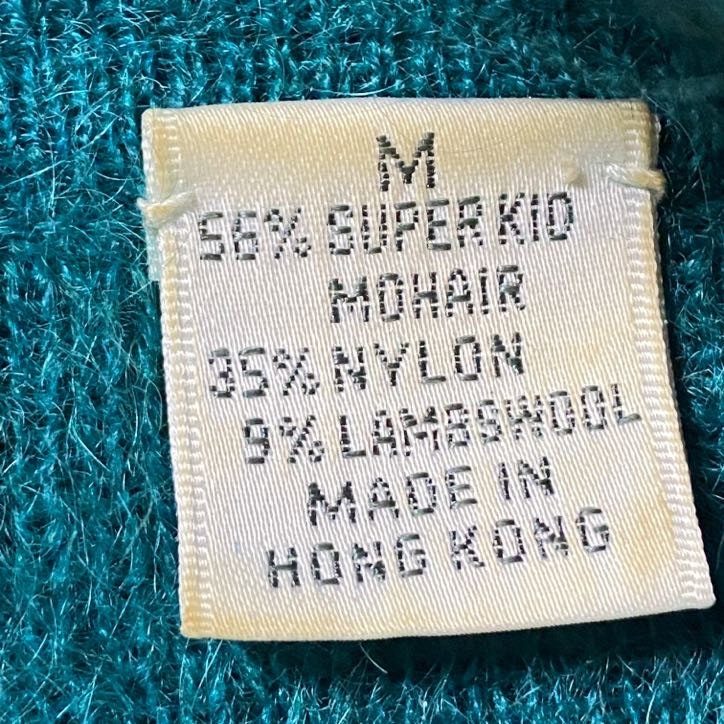 M
56% SUPER KID
MOHAIR
35% NYLON
9% LAMBSWOOL
MADE IN
HONG KONG